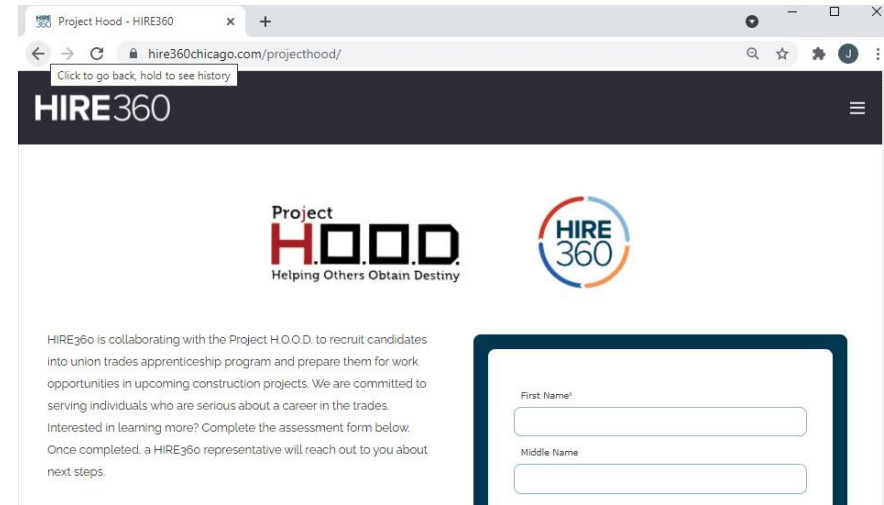 Project Hood - HIRE360
hire360chicago.com/projecthood/
J
Click to go back, hold to see history
HIRE360
Project
H.O.O.D.
Helping Others Obtain Destiny
HIRE
360
HIRE360 is collaborating with the Project H.O.O.D. to recruit candidates
into union trades apprenticeship program and prepare them for work
opportunities in upcoming construction projects. We are committed to
serving individuals who are serious about a career in the trades.
Interested in learning more? Complete the assessment form below.
Once completed, a HIRE360 representative will reach out to you about
next steps.
First Name*
Middle Name